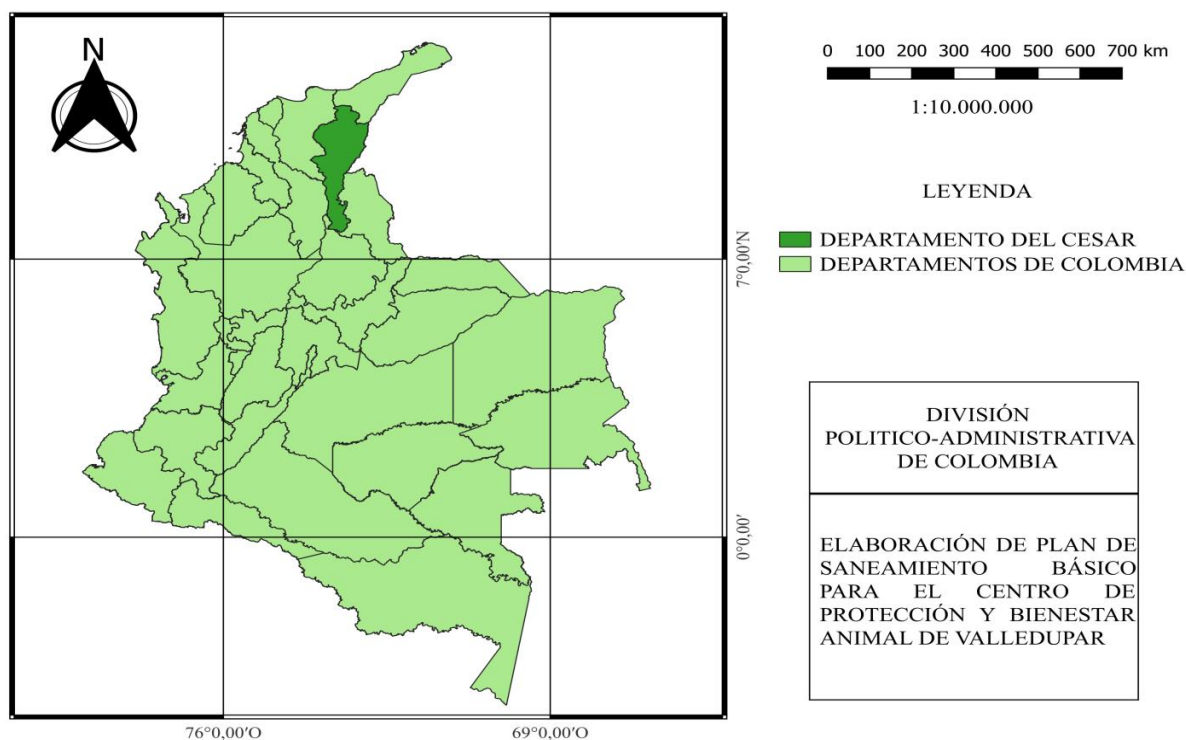 N
0 100 200 300 400 500 600 700 km
1:10.000.000
LEYENDA
DEPARTAMENTO DEL CESAR
DEPARTAMENTOS DE COLOMBIA
7°0,00′N
0°0,00′
76°0,00′O
69°0,00′O
DIVISIÓN
POLITICO-ADMINISTRATIVA
DE COLOMBIA
ELABORACIÓN DE PLAN DE
SANEAMIENTO BÁSICO
PARA EL CENTRO DE
PROTECCIÓN Y BIENESTAR
ANIMAL DE VALLEDUPAR